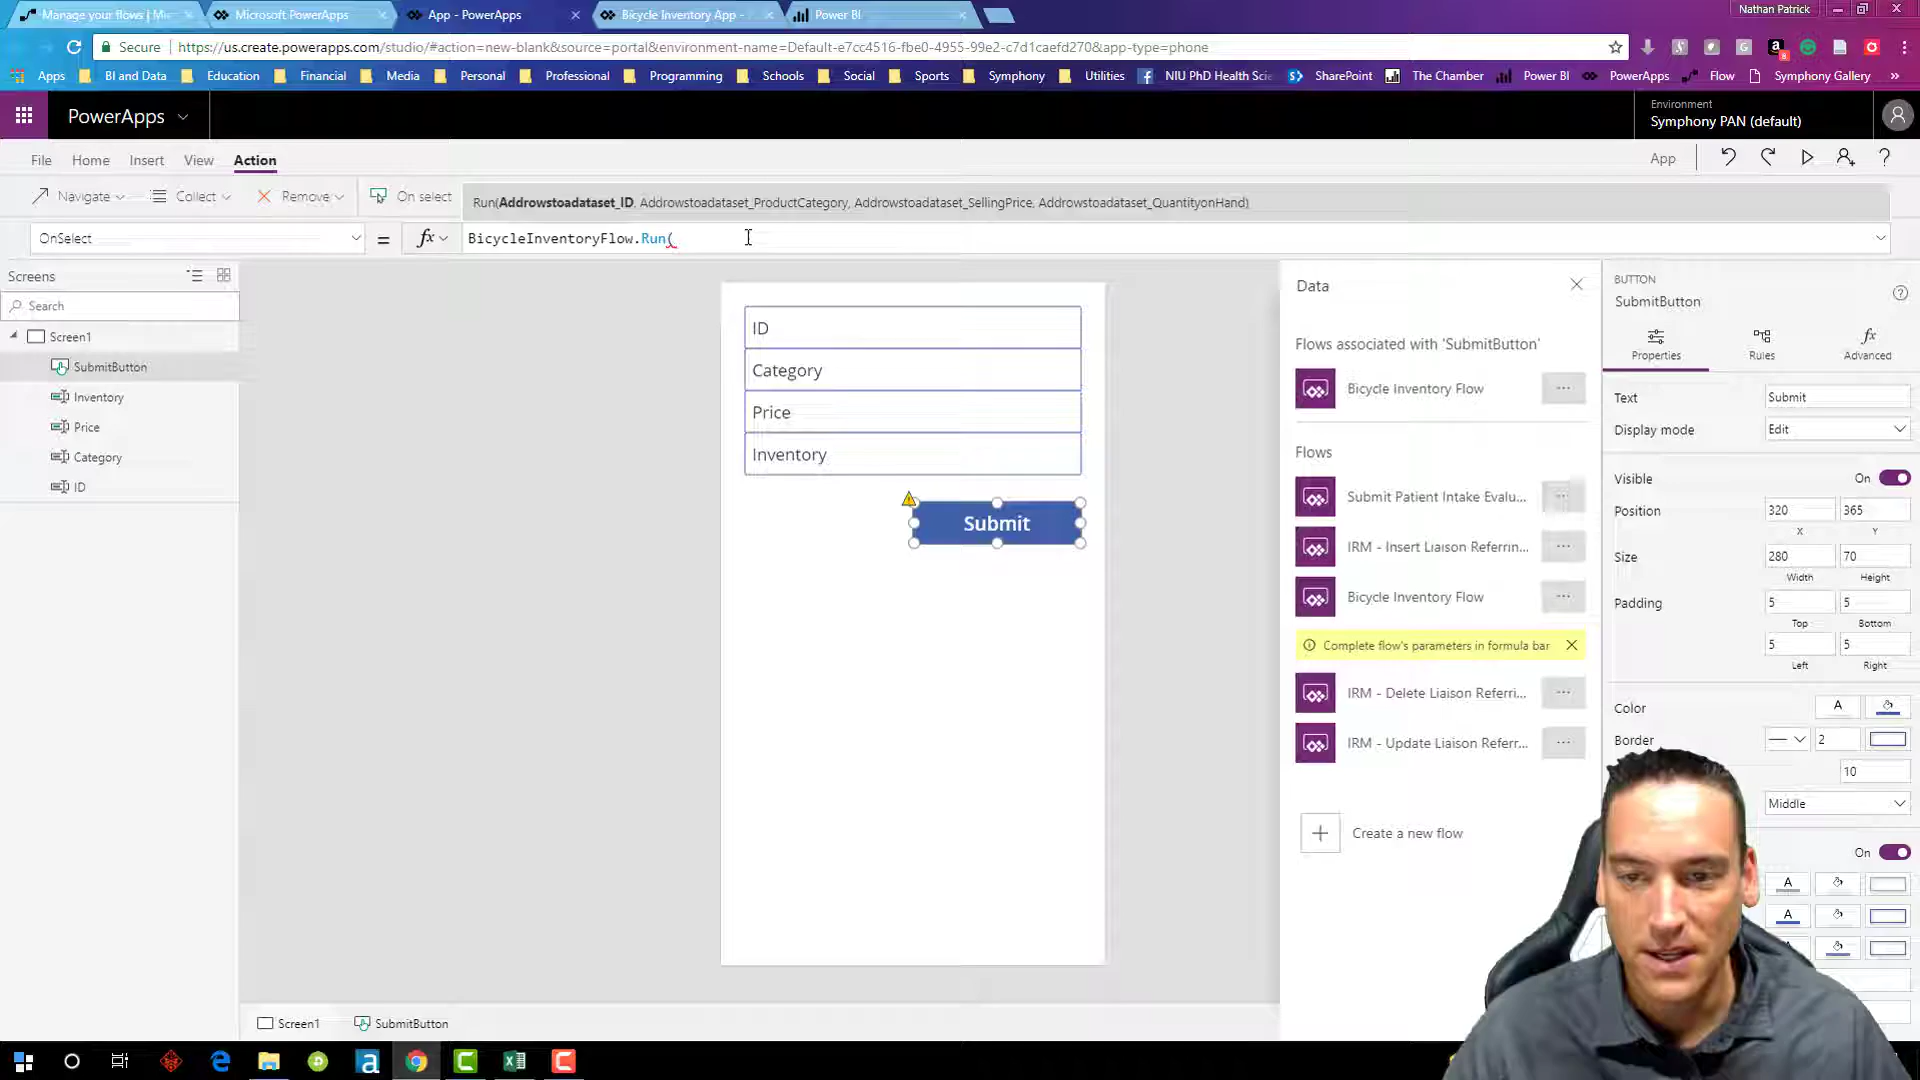 Manage your flows | Mi
Microsoft PowerApps
App - PowerApps
Bicycle Inventory App -
Power BI
Nathan Patrick
Secure
https://us.create.powerapps.com/studio/#action=new-blank&source=portal&environment-name=Default-e7cc4516-fbe0-4955-99e2-c7d1caefd270&app-type=phone
Apps
BI and Data
Education
Financial
Media
Personal
Professional
Programming
Schools
Social
Sports
Symphony
Utilities
NIU PhD Health Scie
SharePoint
The Chamber
Power BI
PowerApps
Flow
Symphony Gallery
»
PowerApps
Environment
Symphony PAN (default)
File
Home
Insert
View
Action
App
Navigate
Collect
Remove
On select
Run(Addrowstoadataset_ID, Addrowstoadataset_ProductCategory, Addrowstoadataset_SellingPrice, Addrowstoadataset_QuantityonHand)
OnSelect
=
fx
BicycleInventoryFlow.Run(
Screens
Search
Screen1
SubmitButton
Inventory
Price
Category
ID
ID
Category
Price
Inventory
Submit
Data
Flows associated with 'SubmitButton'
Bicycle Inventory Flow
Flows
Submit Patient Intake Evalu...
IRM - Insert Liaison Referrin...
Bicycle Inventory Flow
Complete flow's parameters in formula bar
IRM - Delete Liaison Referri...
IRM - Update Liaison Referr...
Create a new flow
BUTTON
SubmitButton
Properties
Rules
Advanced
Text
Submit
Display mode
Edit
Visible
On
Position
320
365
X
Y
Size
280
70
Width
Height
Padding
5
5
Top
Bottom
5
5
Left
Right
Color
A
Border
2
10
Middle
On
A
A
Screen1
SubmitButton